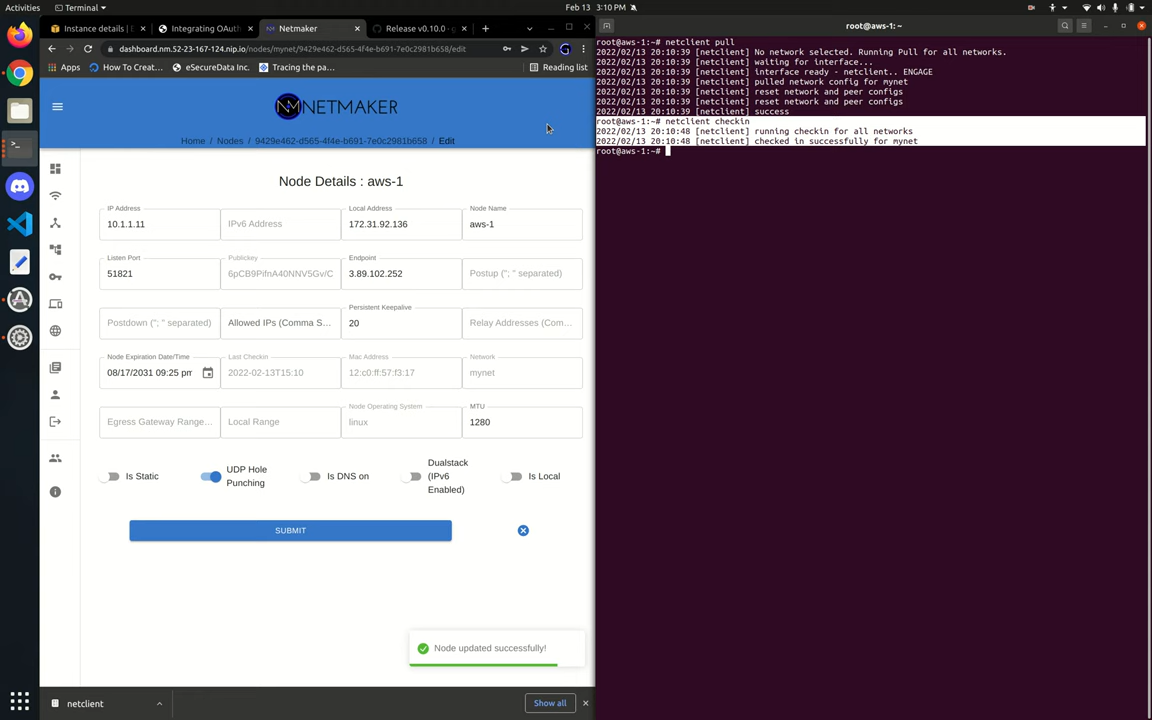 Activities
Terminal
Feb 13 3:10 PM
Instance details |
Integrating OAuth
Netmaker
Release v0.10.0 · g
dashboard.nm.52-23-167-124.nip.io/nodes/mynet/9429e462-d565-4f4e-b691-7e0c2981b658/edit
Apps
How To Creat...
eSecureData Inc.
Tracing the pa...
Reading list
NETMAKER
Home / Nodes / 9429e462-d565-4f4e-b691-7e0c2981b658 / Edit
Node Details : aws-1
IP Address
10.1.1.11
IPv6 Address
Local Address
172.31.92.136
Node Name
aws-1
Listen Port
51821
Publickey
6pCB9PifnA40NNV5Gv/C
Endpoint
3.89.102.252
Postup ("; " separated)
Postdown ("; " separated)
Allowed IPs (Comma S...
Persistent Keepalive
20
Relay Addresses (Com...
Node Expiration Date/Time
08/17/2031 09:25 pm
Last Checkin
2022-02-13T15:10
Mac Address
12:c0:ff:57:f3:17
Network
mynet
Egress Gateway Range...
Local Range
Node Operating System
linux
MTU
1280
Is Static
UDP Hole
Punching
Is DNS on
Dualstack
(IPv6
Enabled)
Is Local
SUBMIT
Node updated successfully!
netclient
Show all
root@aws-1: ~
root@aws-1:~# netclient pull
2022/02/13 20:10:39 [netclient] No network selected. Running Pull for all networks.
2022/02/13 20:10:39 [netclient] waiting for interface...
2022/02/13 20:10:39 [netclient] interface ready - netclient.. ENGAGE
2022/02/13 20:10:39 [netclient] pulled network config for mynet
2022/02/13 20:10:39 [netclient] reset network and peer configs
2022/02/13 20:10:39 [netclient] reset network and peer configs
2022/02/13 20:10:39 [netclient] success
root@aws-1:~# netclient checkin
2022/02/13 20:10:48 [netclient] running checkin for all networks
2022/02/13 20:10:48 [netclient] checked in successfully for mynet
root@aws-1:~#